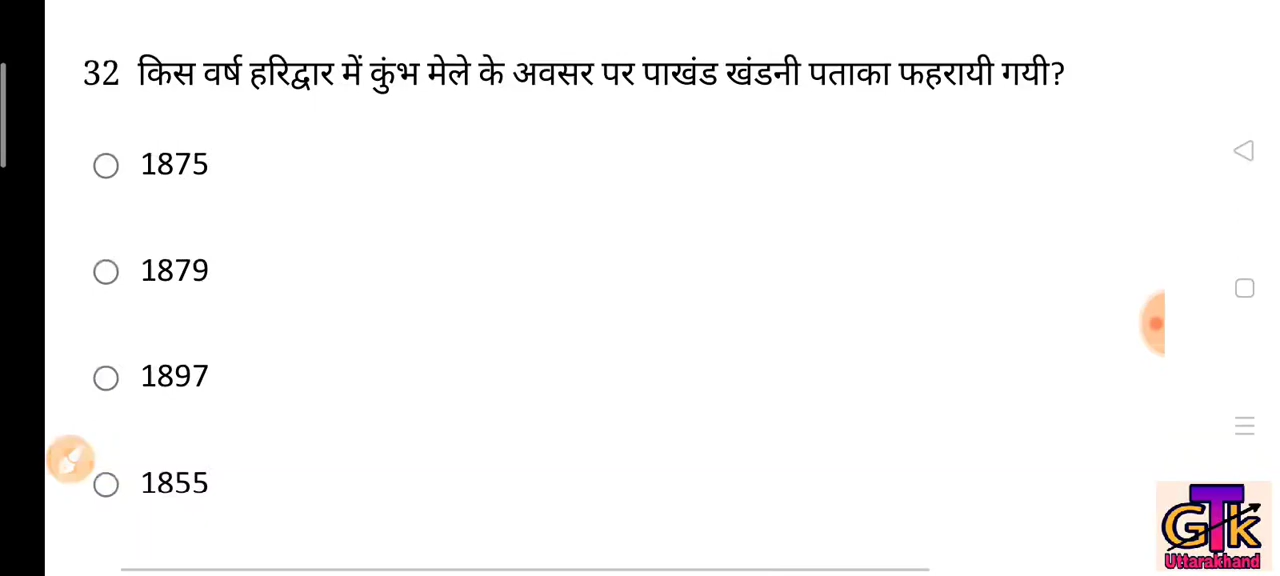 32 किस वर्ष हरिद्वार में कुंभ मेले के अवसर पर पाखंड खंडनी पताका फहरायी गयी?
1875
1879
1897
1855
GTK
Uttarakhand